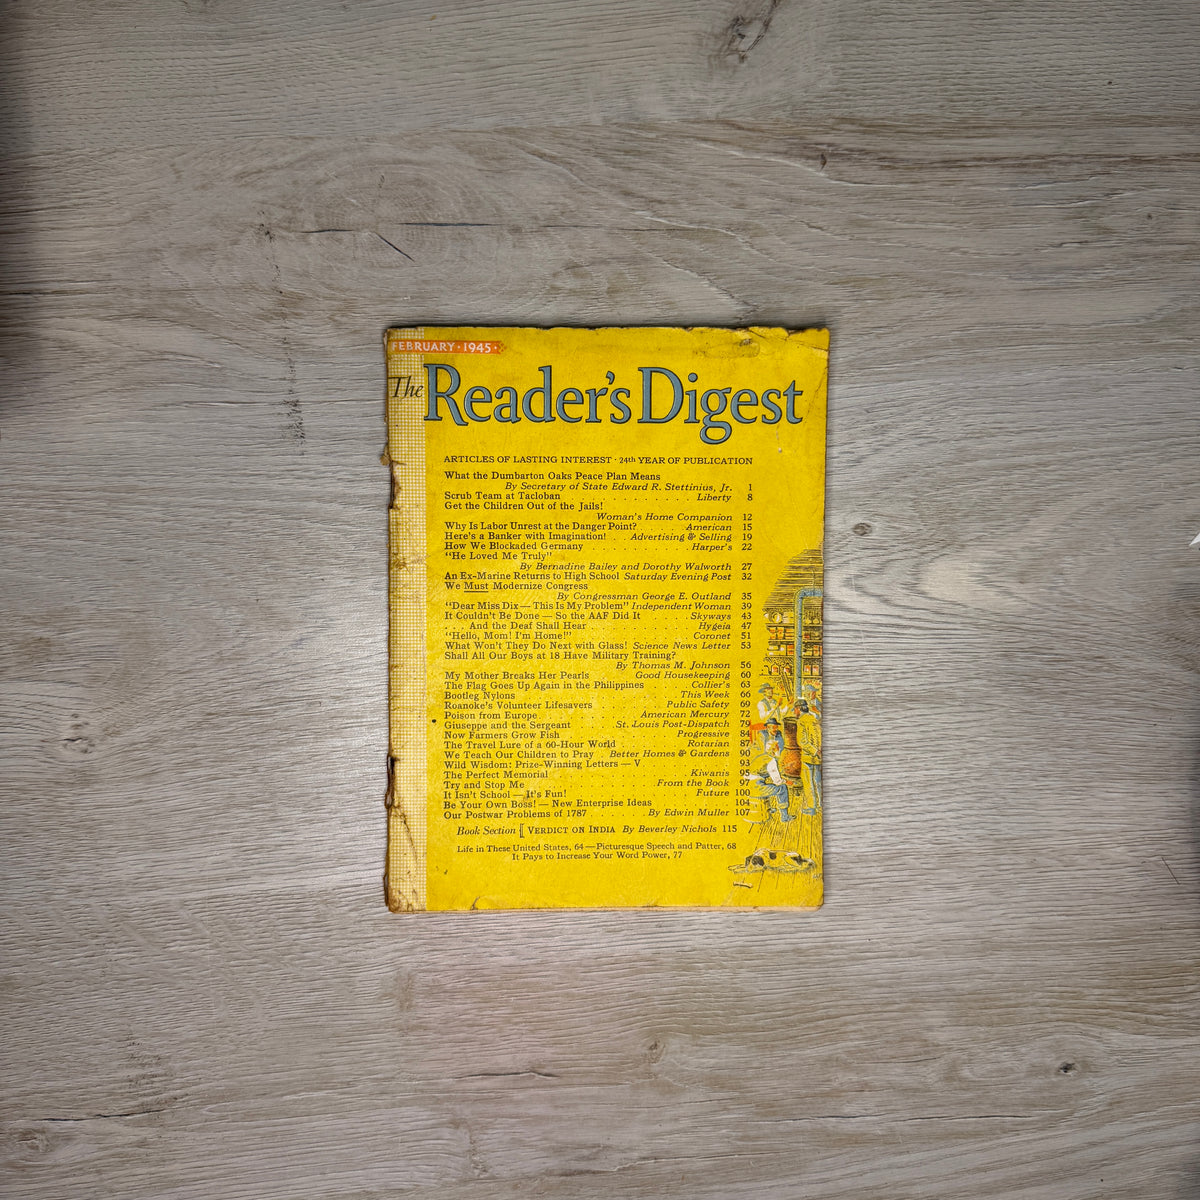 FEBRUARY · 1945 ·
The Reader's Digest
ARTICLES OF LASTING INTEREST · 24th YEAR OF PUBLICATION
What the Dumbarton Oaks Peace Plan Means
By Secretary of State Edward R. Stettinius, Jr. 1
Scrub Team at Tacloban . . . . . . . . . . . Liberty 8
Get the Children Out of the Jails!
Woman's Home Companion 12
Why Is Labor Unrest at the Danger Point? . . . . . American 15
Here's a Banker with Imagination! . Advertising & Selling 19
How We Blockaded Germany . . . . . . . . . Harper's 22
"He Loved Me Truly"
By Bernadine Bailey and Dorothy Walworth 27
An Ex-Marine Returns to High School Saturday Evening Post 32
We Must Modernize Congress
By Congressman George E. Outland 35
"Dear Miss Dix — This Is My Problem" Independent Woman 39
It Couldn't Be Done — So the AAF Did It . . . . Skyways 43
. . . And the Deaf Shall Hear . . . . . . . . . Hygeia 47
"Hello, Mom! I'm Home!" . . . . . . . . . . Coronet 51
What Won't They Do Next with Glass! Science News Letter 53
Shall All Our Boys at 18 Have Military Training?
By Thomas M. Johnson 56
My Mother Breaks Her Pearls . . . Good Housekeeping 60
The Flag Goes Up Again in the Philippines . . . . Collier's 63
Bootleg Nylons . . . . . . . . . . . . . This Week 66
Roanoke's Volunteer Lifesavers . . . . . . Public Safety 69
Poison from Europe . . . . . . . . American Mercury 72
Giuseppe and the Sergeant . . . St. Louis Post-Dispatch 79
Now Farmers Grow Fish . . . . . . . . . Progressive 84
The Travel Lure of a 60-Hour World . . . . . Rotarian 87
We Teach Our Children to Pray . Better Homes & Gardens 90
Wild Wisdom: Prize-Winning Letters — V . . . . . . . 93
The Perfect Memorial . . . . . . . . . . . Kiwanis 95
Try and Stop Me . . . . . . . . . From the Book 97
It Isn't School — It's Fun! . . . . . . . . . Future 100
Be Your Own Boss! — New Enterprise Ideas . . . . . . 104
Our Postwar Problems of 1787 . . . . . By Edwin Muller 107
Book Section [ VERDICT ON INDIA By Beverley Nichols 115
Life in These United States, 64 — Picturesque Speech and Patter, 68
It Pays to Increase Your Word Power, 77